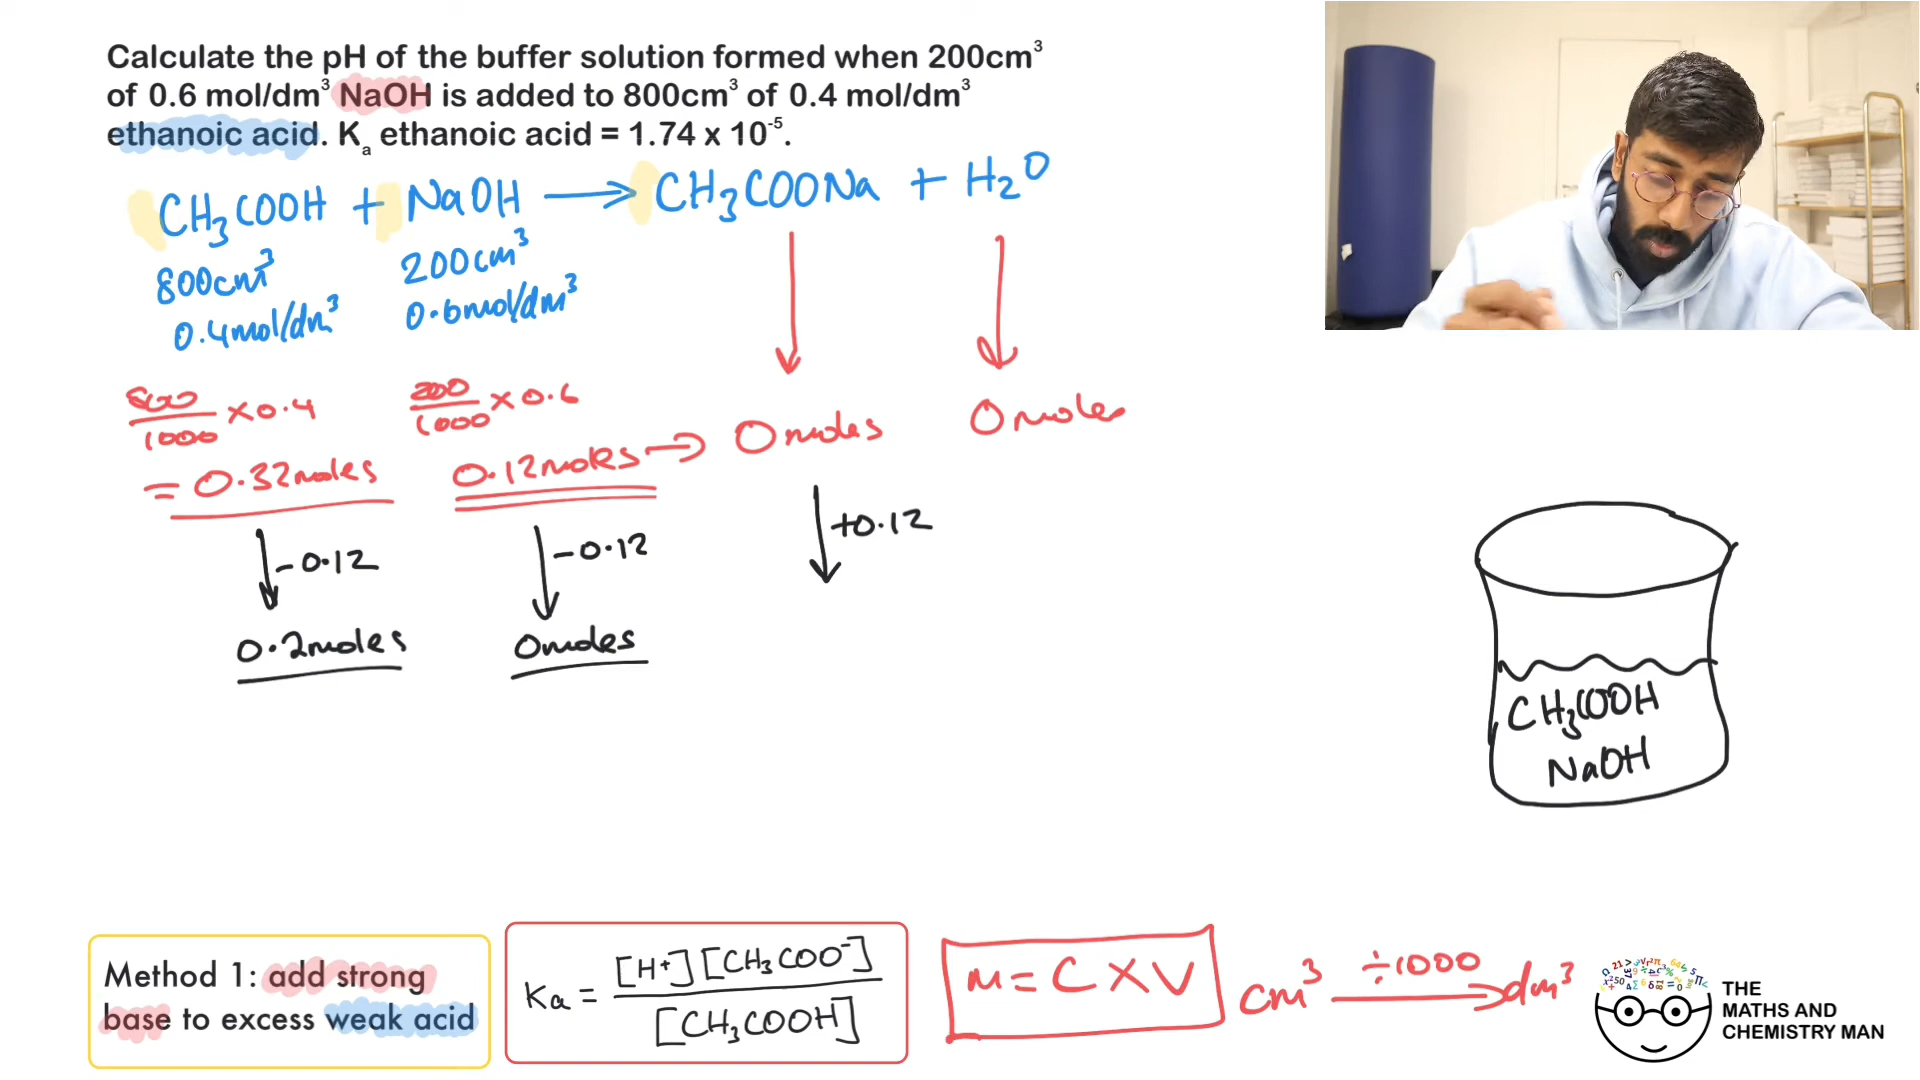 Calculate the pH of the buffer solution formed when 200cm³
of 0.6 mol/dm³ NaOH is added to 800cm³ of 0.4 mol/dm³
ethanoic acid. Kₐ ethanoic acid = 1.74 x 10⁻⁵.
CH₃COOH + NaOH → CH₃COONa + H₂O
800cm³ 200cm³
0.4mol/dm³ 0.6mol/dm³
800/1000 × 0.4 200/1000 × 0.6 0 moles 0 moles
= 0.32moles 0.12moles →
-0.12 -0.12 +0.12
0.2moles 0moles
CH₃COOH
NaOH
Method 1: add strong
base to excess weak acid
Ka = [H⁺][CH₃COO⁻] / [CH₃COOH]
M = C × V
cm³ ÷1000 → dm³
THE
MATHS AND
CHEMISTRY MAN